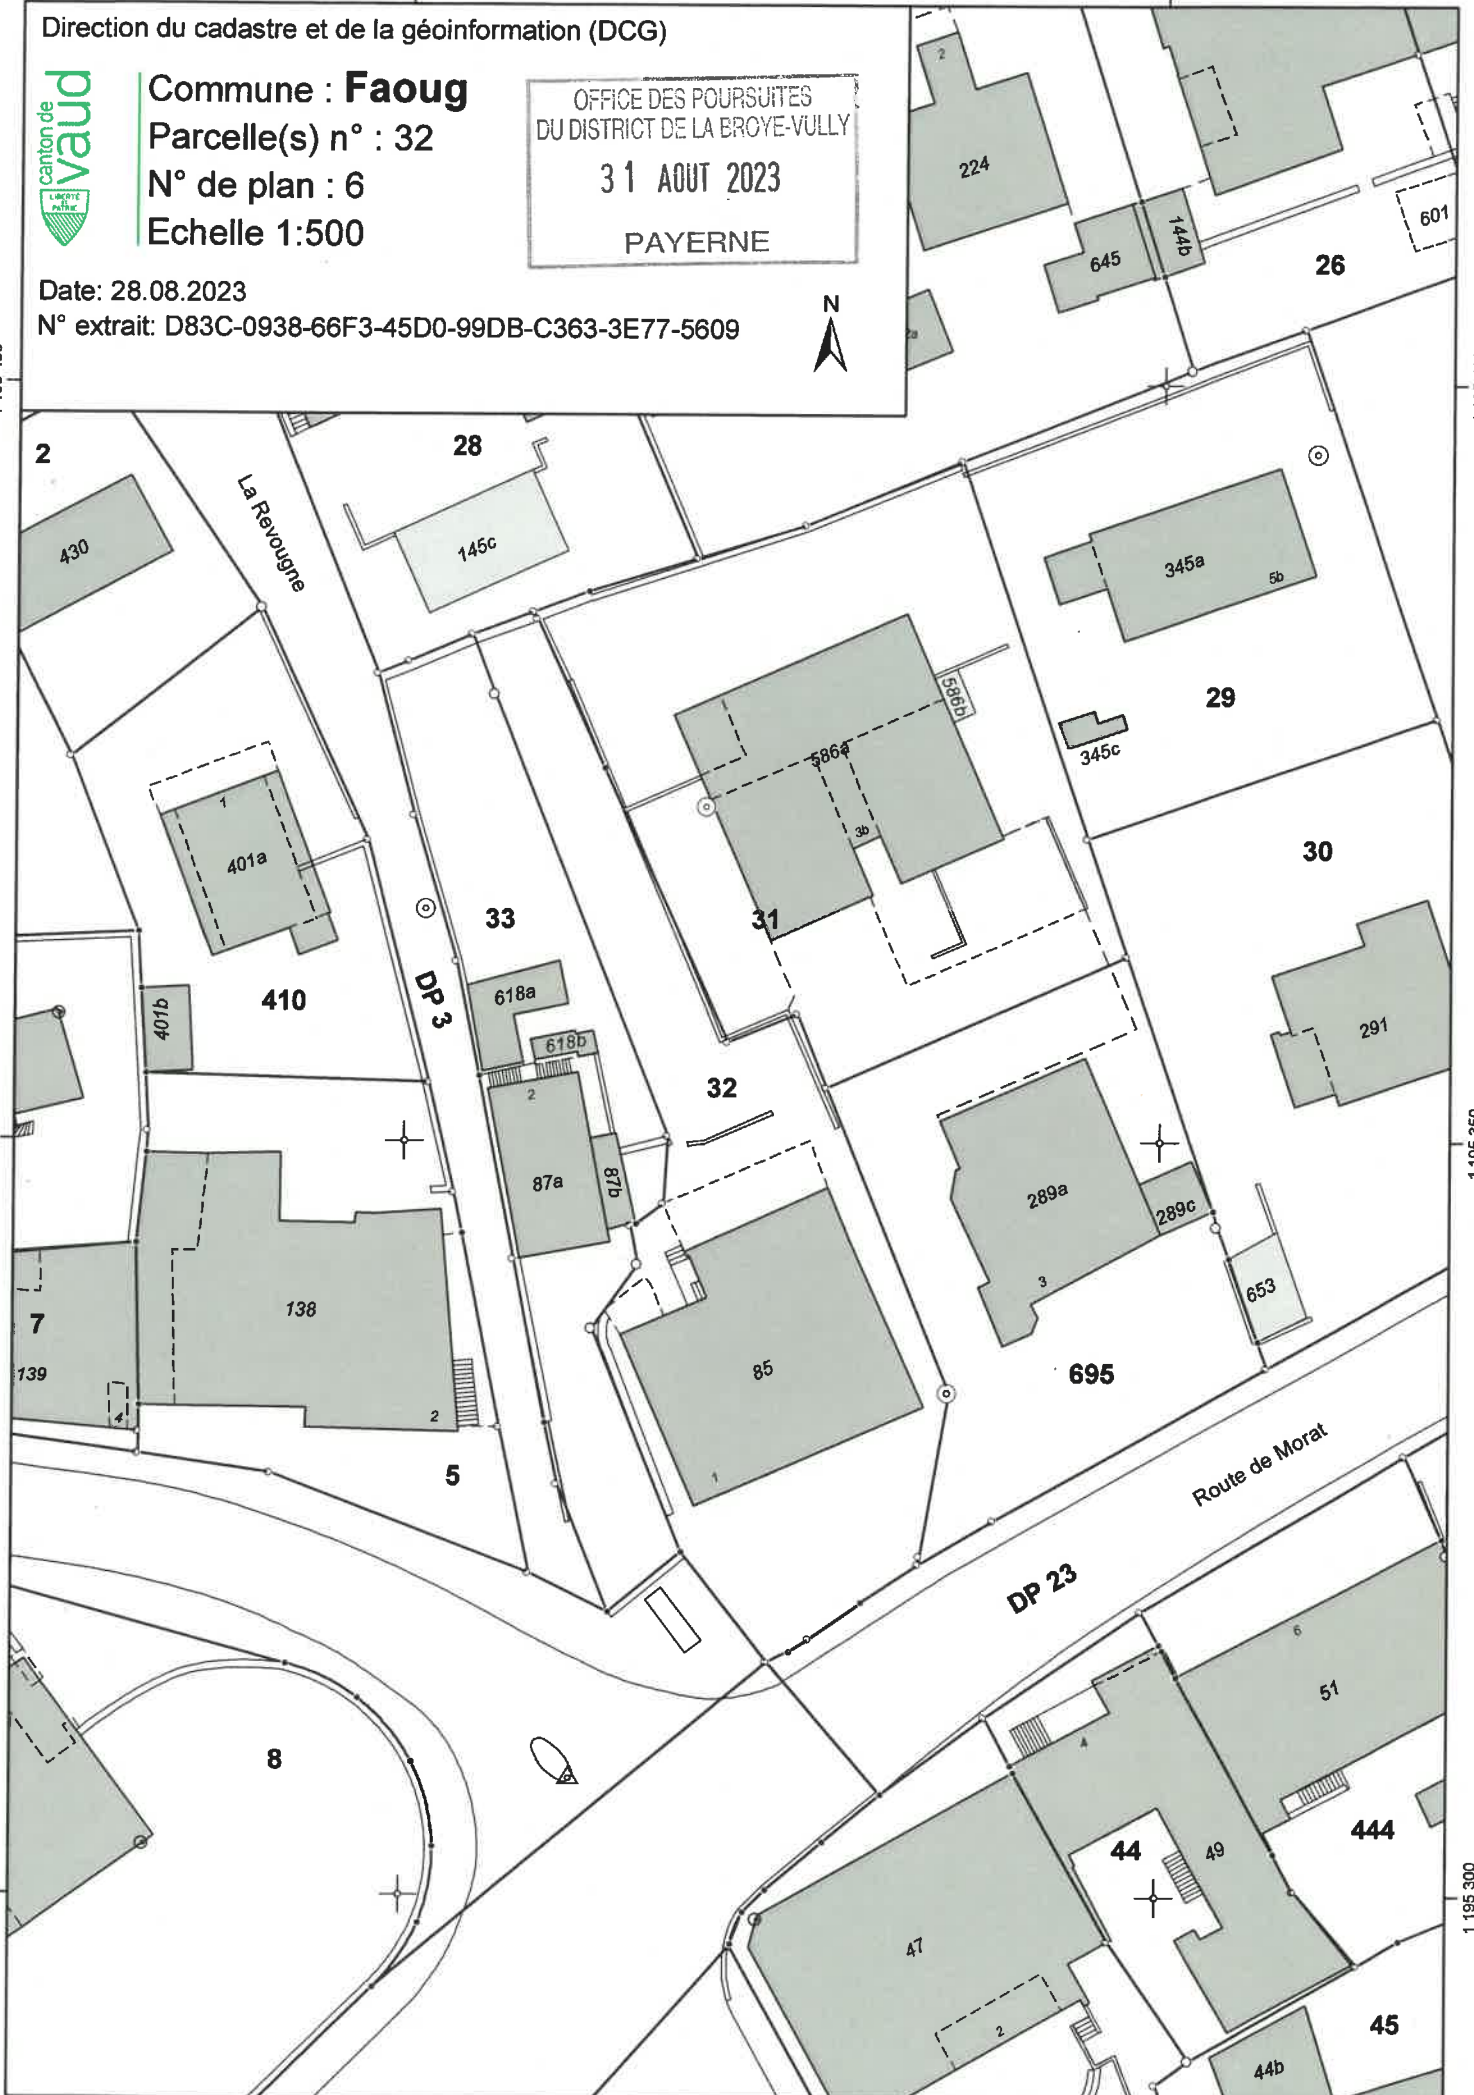 Direction du cadastre et de la géoinformation (DCG)
canton de
vaud
LIBERTÉ
ET
PATRIE
Commune : Faoug
Parcelle(s) n° : 32
N° de plan : 6
Echelle 1:500
OFFICE DES POURSUITES
DU DISTRICT DE LA BROYE-VULLY
31 AOUT 2023
PAYERNE
Date: 28.08.2023
N° extrait: D83C-0938-66F3-45D0-99DB-C363-3E77-5609
N
2
224
645
144b
601
26
2
28
La Revougne
430
145c
345a
5b
586b
29
586a
345c
1
3b
30
401a
33
31
DP 3
618a
410
401b
291
618b
32
2
87a
87b
289a
289c
1 195 350
653
3
138
7
139
85
695
4
2
5
1
Route de Morat
DP 23
6
51
4
8
444
44
49
47
1 195 300
2
45
44b